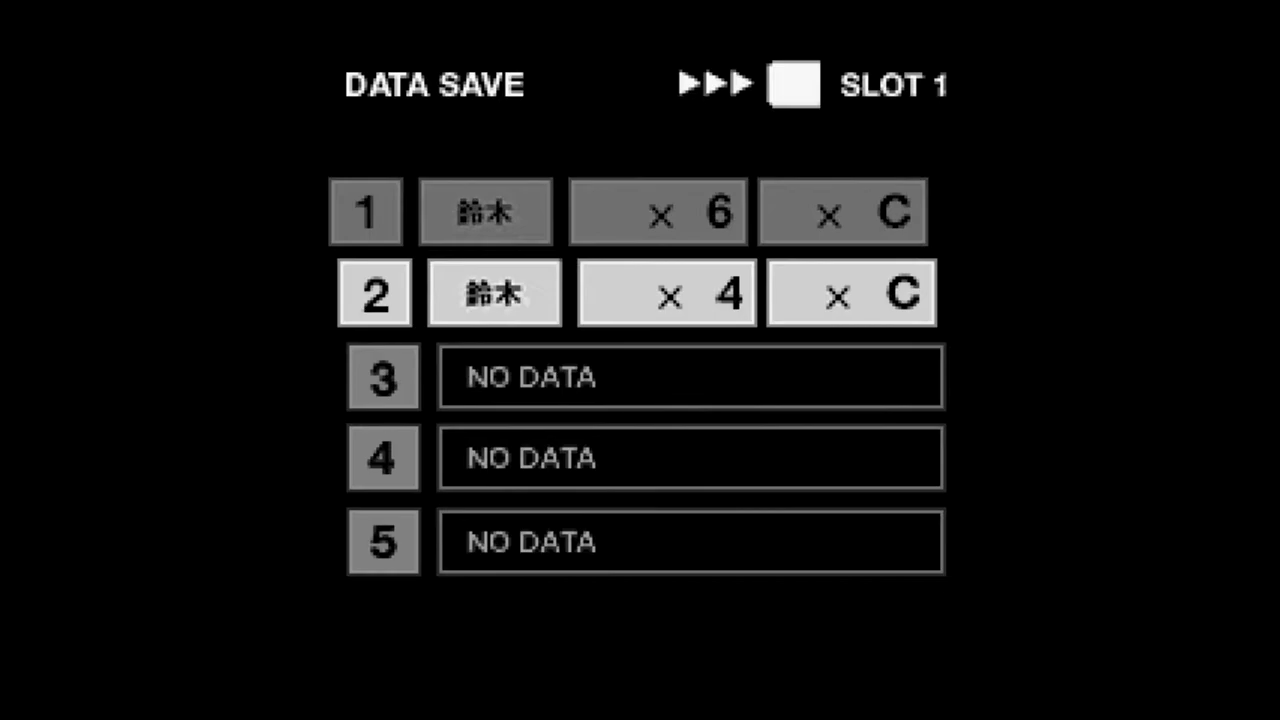 DATA SAVE ▶▶▶ SLOT 1
1 鈴木 × 6 × C
2 鈴木 × 4 × C
3 NO DATA
4 NO DATA
5 NO DATA